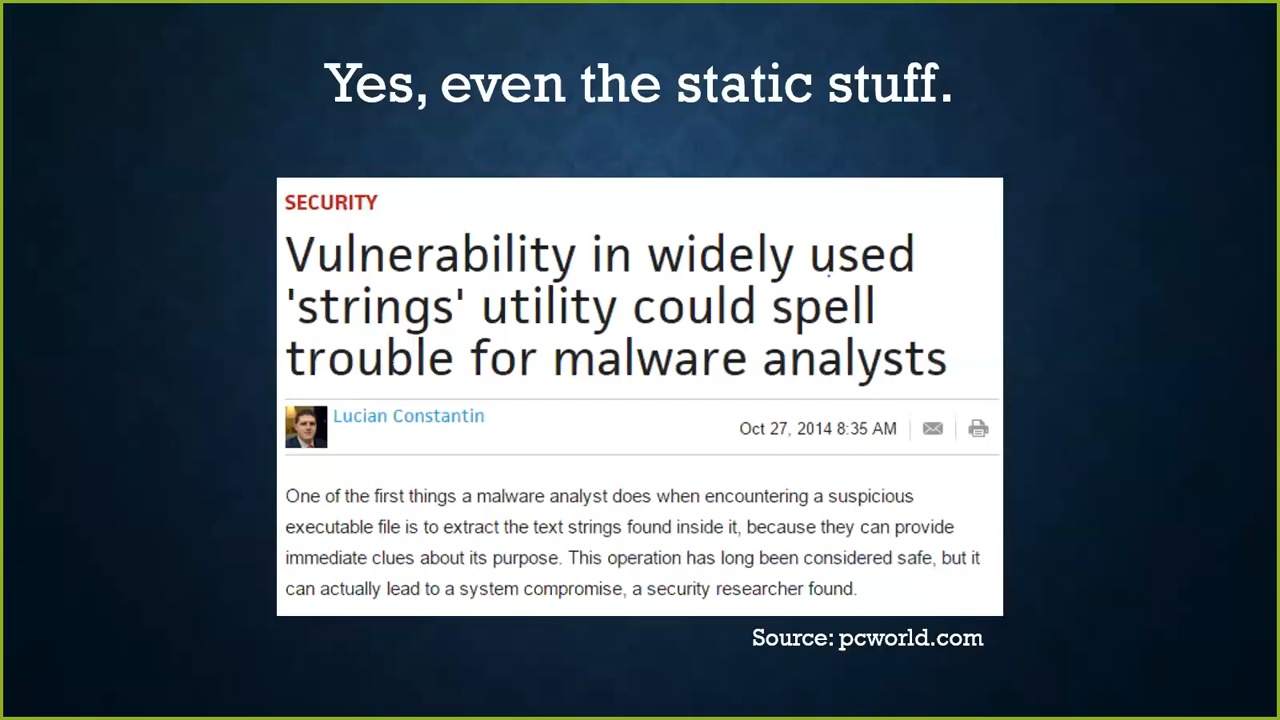 Yes, even the static stuff.
SECURITY
Vulnerability in widely used
'strings' utility could spell
trouble for malware analysts
Lucian Constantin
Oct 27, 2014 8:35 AM
One of the first things a malware analyst does when encountering a suspicious
executable file is to extract the text strings found inside it, because they can provide
immediate clues about its purpose. This operation has long been considered safe, but it
can actually lead to a system compromise, a security researcher found.
Source: pcworld.com